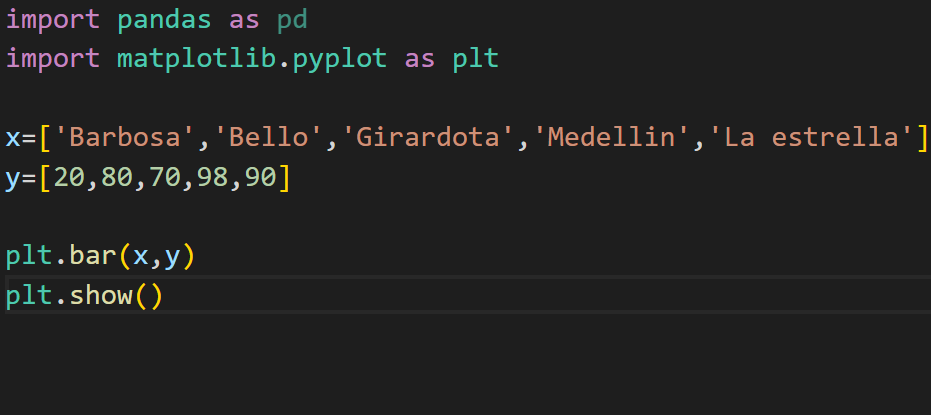 import pandas as pd
import matplotlib.pyplot as plt
x=['Barbosa','Bello','Girardota','Medellin','La estrella']
y=[20,80,70,98,90]
plt.bar(x,y)
plt.show()